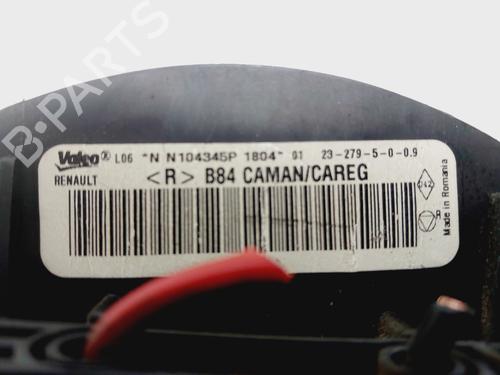 B-PARTS
Valeo® L06 "N N104345P 1804" 01 23-279-5-0-0.9
RENAULT <R> B84 CAMAN/CAREG
Made in Romania